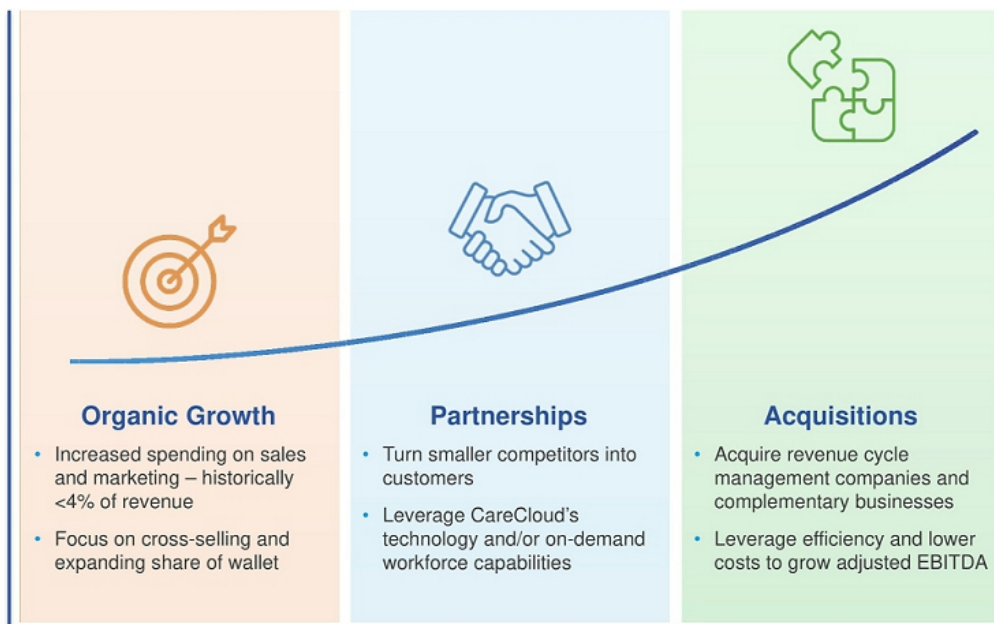 Organic Growth
• Increased spending on sales
and marketing – historically
<4% of revenue
• Focus on cross-selling and
expanding share of wallet
Partnerships
• Turn smaller competitors into
customers
• Leverage CareCloud's
technology and/or on-demand
workforce capabilities
Acquisitions
• Acquire revenue cycle
management companies and
complementary businesses
• Leverage efficiency and lower
costs to grow adjusted EBITDA